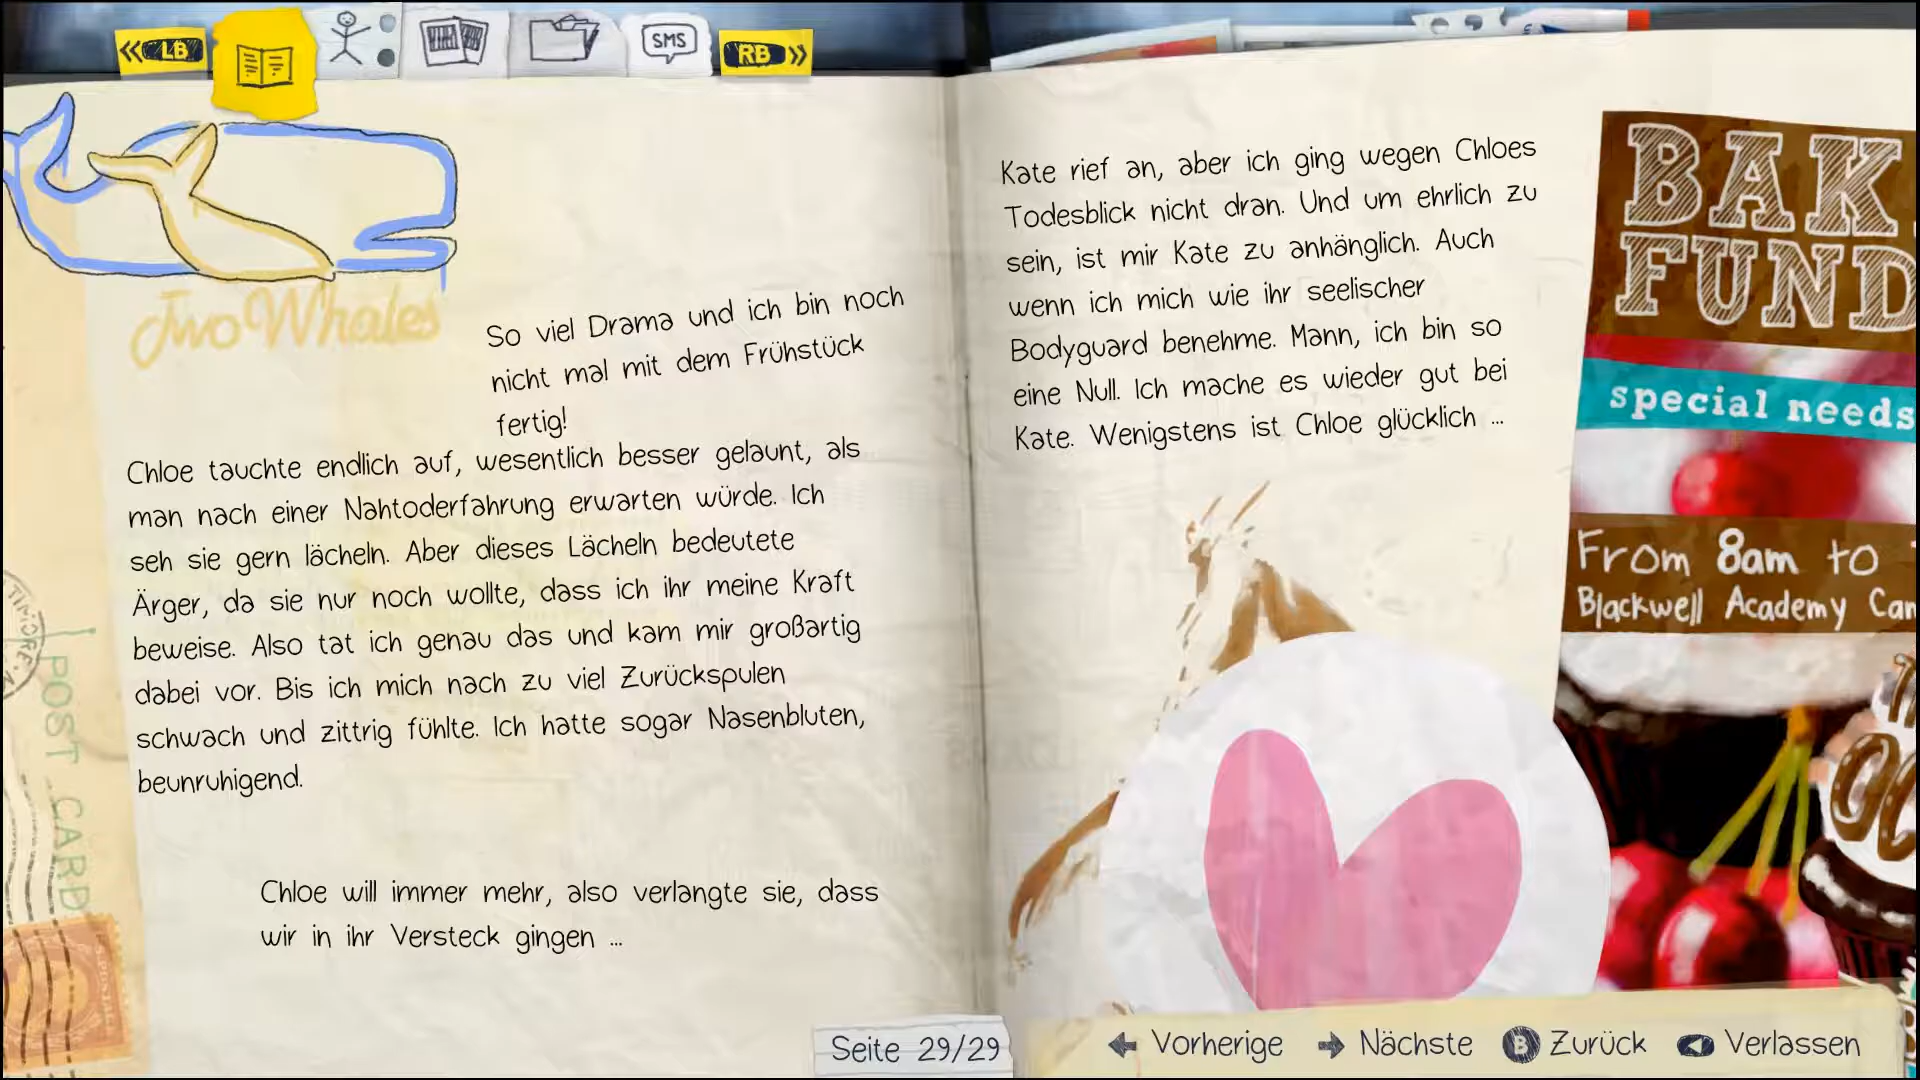 LB
SMS
RB
Two Whales
So viel Drama und ich bin noch
nicht mal mit dem Frühstück
fertig!
Chloe tauchte endlich auf, wesentlich besser gelaunt, als
man nach einer Nahtoderfahrung erwarten würde. Ich
seh sie gern lächeln. Aber dieses Lächeln bedeutete
Ärger, da sie nur noch wollte, dass ich ihr meine Kraft
beweise. Also tat ich genau das und kam mir großartig
dabei vor. Bis ich mich nach zu viel Zurückspulen
schwach und zittrig fühlte. Ich hatte sogar Nasenbluten,
beunruhigend.
Chloe will immer mehr, also verlangte sie, dass
wir in ihr Versteck gingen ...
POST CARD
Kate rief an, aber ich ging wegen Chloes
Todesblick nicht dran. Und um ehrlich zu
sein, ist mir Kate zu anhänglich. Auch
wenn ich mich wie ihr seelischer
Bodyguard benehme. Mann, ich bin so
eine Null. Ich mache es wieder gut bei
Kate. Wenigstens ist Chloe glücklich ...
BAK
FUND
special needs
From 8am to
Blackwell Academy Cam
Seite 29/29
Vorherige
Nächste
B Zurück
Verlassen